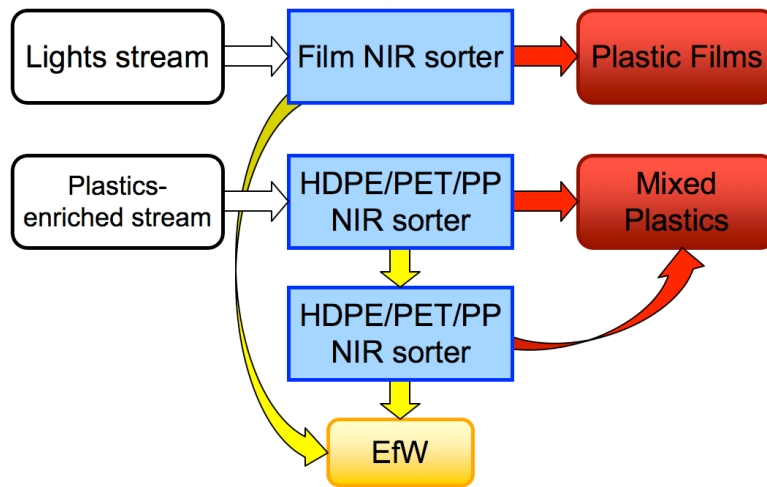 Lights stream
Film NIR sorter
Plastic Films
Plastics-
enriched stream
HDPE/PET/PP
NIR sorter
Mixed
Plastics
HDPE/PET/PP
NIR sorter
EfW